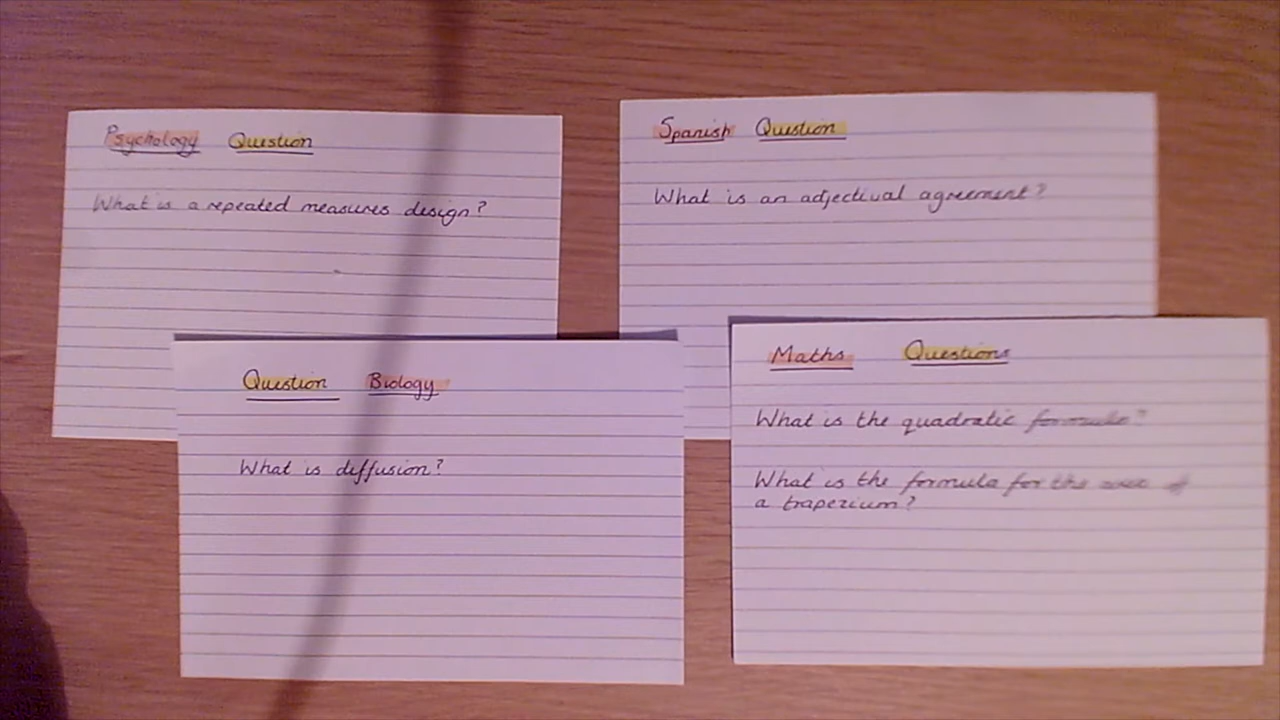 Psychology Question
What is a repeated measures design?
Spanish Question
What is an adjectival agreement?
Question Biology
What is diffusion?
Maths Questions
What is the quadratic formula?
What is the formula for the area of
a trapezium?